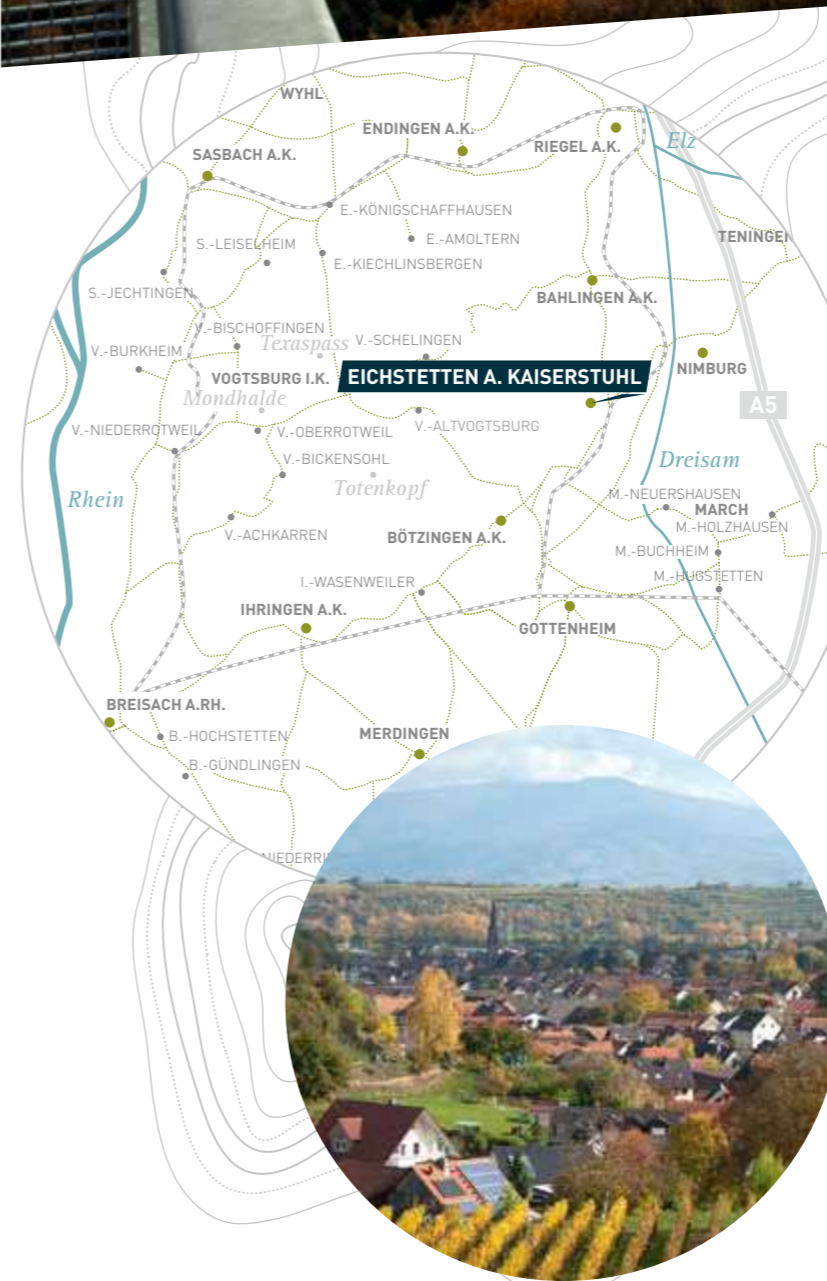 WYHL
ENDINGEN A.K.
RIEGEL A.K.
Elz
SASBACH A.K.
E.-KÖNIGSCHAFFHAUSEN
TENINGEN
S.-LEISELHEIM
E.-AMOLTERN
E.-KIECHLINSBERGEN
S.-JECHTINGEN
BAHLINGEN A.K.
V.-BISCHOFFINGEN
Texaspass
V.-SCHELINGEN
V.-BURKHEIM
VOGTSBURG I.K.
EICHSTETTEN A. KAISERSTUHL
NIMBURG
Mondhalde
A5
V.-NIEDERROTWEIL
V.-OBERROTWEIL
V.-ALTVOGTSBURG
V.-BICKENSOHL
Dreisam
Rhein
Totenkopf
M.-NEUERSHAUSEN
MARCH
V.-ACHKARREN
BÖTZINGEN A.K.
M.-HOLZHAUSEN
M.-BUCHHEIM
I.-WASENWEILER
M.-HUGSTETTEN
IHRINGEN A.K.
GOTTENHEIM
BREISACH A.RH.
B.-HOCHSTETTEN
MERDINGEN
B.-GÜNDLINGEN
NIEDERRI